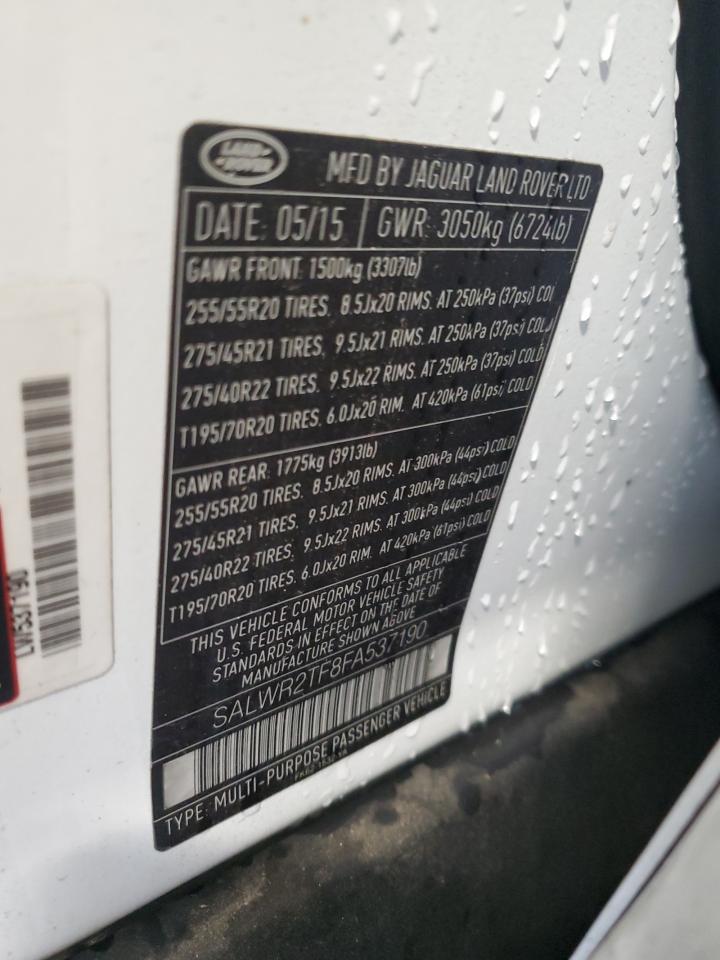 LAND
ROVER
MFD BY JAGUAR LAND ROVER LTD
DATE: 05/15 GWR: 3050kg (6724lb)
GAWR FRONT 1500kg (3307lb)
255/55R20 TIRES. 8.5Jx20 RIMS. AT 250kPa (37psi) COL
275/45R21 TIRES, 9.5Jx21 RIMS. AT 250kPa (37psi) COL
275/40R22 TIRES, 9.5Jx22 RIMS. AT 250kPa (37psi) COLD
T195/70R20 TIRES. 6.0Jx20 RIM. AT 420kPa (61psi) COLD
GAWR REAR: 1775kg (3913lb)
255/55R20 TIRES. 8.5Jx20 RIMS. AT 300kPa (44psi) COLD
275/45R21 TIRES. 9.5Jx21 RIMS. AT 300kPa (44psi) COLD
275/40R22 TIRES. 9.5Jx22 RIMS. AT 300kPa (44psi) COLD
T195/70R20 TIRES. 6.0Jx20 RIM. AT 420kPa (61psi) COLD
THIS VEHICLE CONFORMS TO ALL APPLICABLE
U.S. FEDERAL MOTOR VEHICLE SAFETY
STANDARDS IN EFFECT ON THE DATE OF
MANUFACTURE SHOWN ABOVE
SALWR2TF8FA537190
TYPE: MULTI-PURPOSE PASSENGER VEHICLE